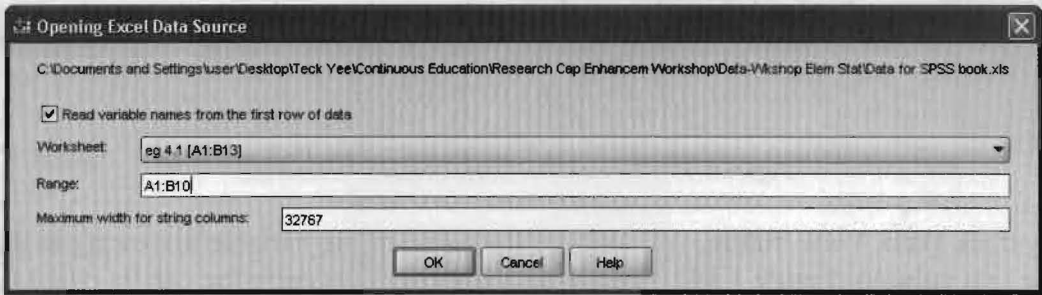 Opening Excel Data Source
C:\Documents and Settings\user\Desktop\Teck Yee\Continuous Education\Research Cap Enhancem Workshop\Data-Wkshop Elem Stat\Data for SPSS book.xls
Read variable names from the first row of data
Worksheet: eg 4.1 [A1:B13]
Range: A1:B10
Maximum width for string columns: 32767
OK Cancel Help